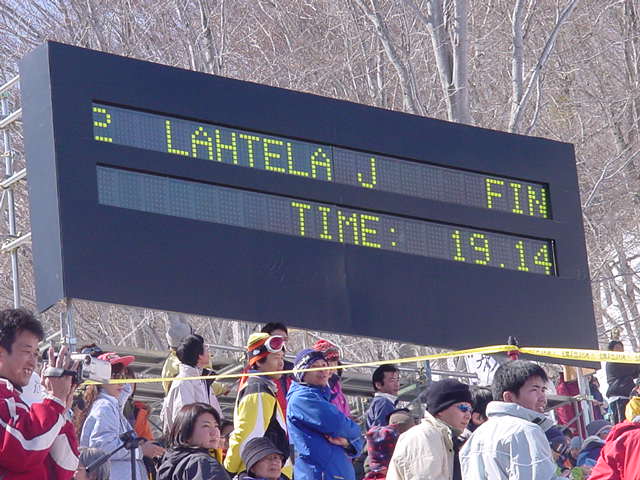 2 LAHTELA J FIN
TIME: 19.14